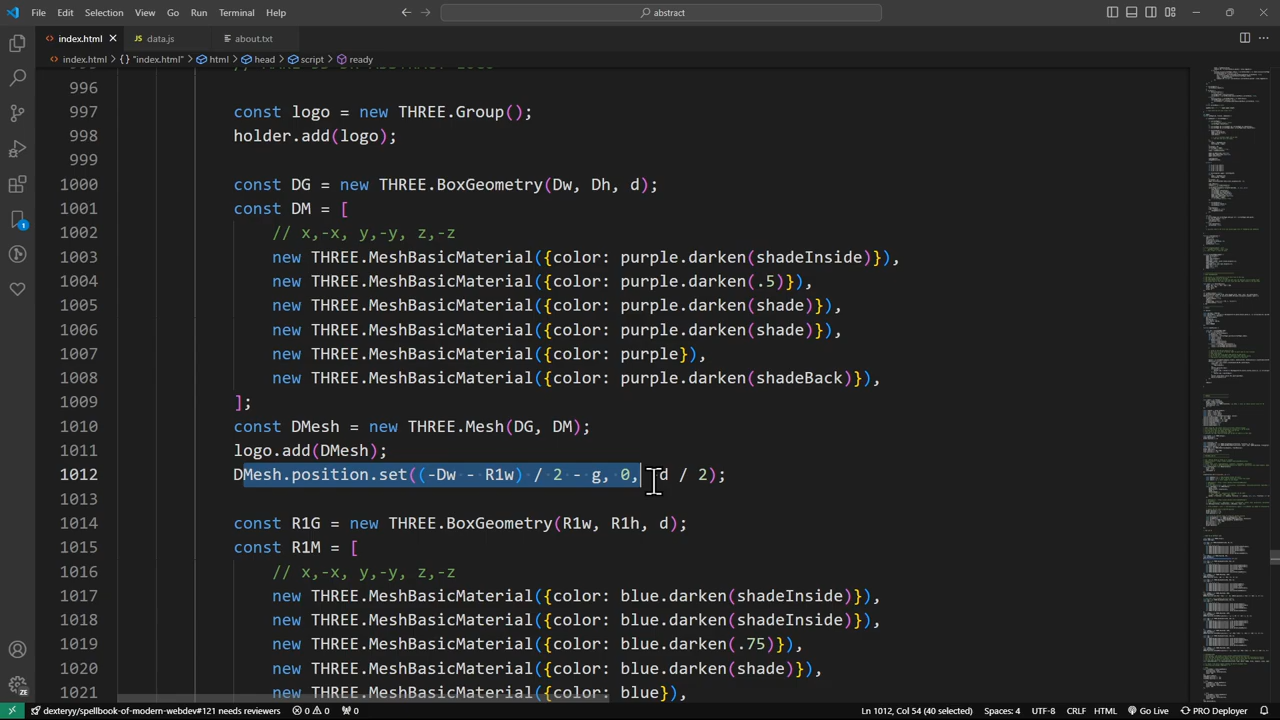 File Edit Selection View Go Run Terminal Help
abstract
index.html data.js about.txt
index.html > {} "index.html" > html > head > script > ready
996
997 const logo = new THREE.Group();
998 holder.add(logo);
999
1000 const DG = new THREE.BoxGeometry(Dw, Dh, d);
1001 const DM = [
1002 // x,-x, y,-y, z,-z
1003 new THREE.MeshBasicMaterial({color: purple.darken(shadeInside)}),
1004 new THREE.MeshBasicMaterial({color: purple.darken(.5)}),
1005 new THREE.MeshBasicMaterial({color: purple.darken(shade)}),
1006 new THREE.MeshBasicMaterial({color: purple.darken(shade)}),
1007 new THREE.MeshBasicMaterial({color: purple}),
1008 new THREE.MeshBasicMaterial({color: purple.darken(shadeBack)}),
1009 ];
1010 const DMesh = new THREE.Mesh(DG, DM);
1011 logo.add(DMesh);
1012 DMesh.position.set((-Dw - R1w) / 2 - g, 0, d / 2);
1013
1014 const R1G = new THREE.BoxGeometry(R1w, R1h, d);
1015 const R1M = [
1016 // x,-x, y,-y, z,-z
1017 new THREE.MeshBasicMaterial({color: blue.darken(shadeInside)}),
1018 new THREE.MeshBasicMaterial({color: blue.darken(shadeInside)}),
1019 new THREE.MeshBasicMaterial({color: blue.darken(.75)}),
1020 new THREE.MeshBasicMaterial({color: blue.darken(shade)}),
1021 new THREE.MeshBasicMaterial({color: blue}),
dextery/smallbook-of-modern-webdev#121 needs reviewers 0 0 0 Ln 1012, Col 54 (40 selected) Spaces: 4 UTF-8 CRLF HTML Go Live PRO Deployer